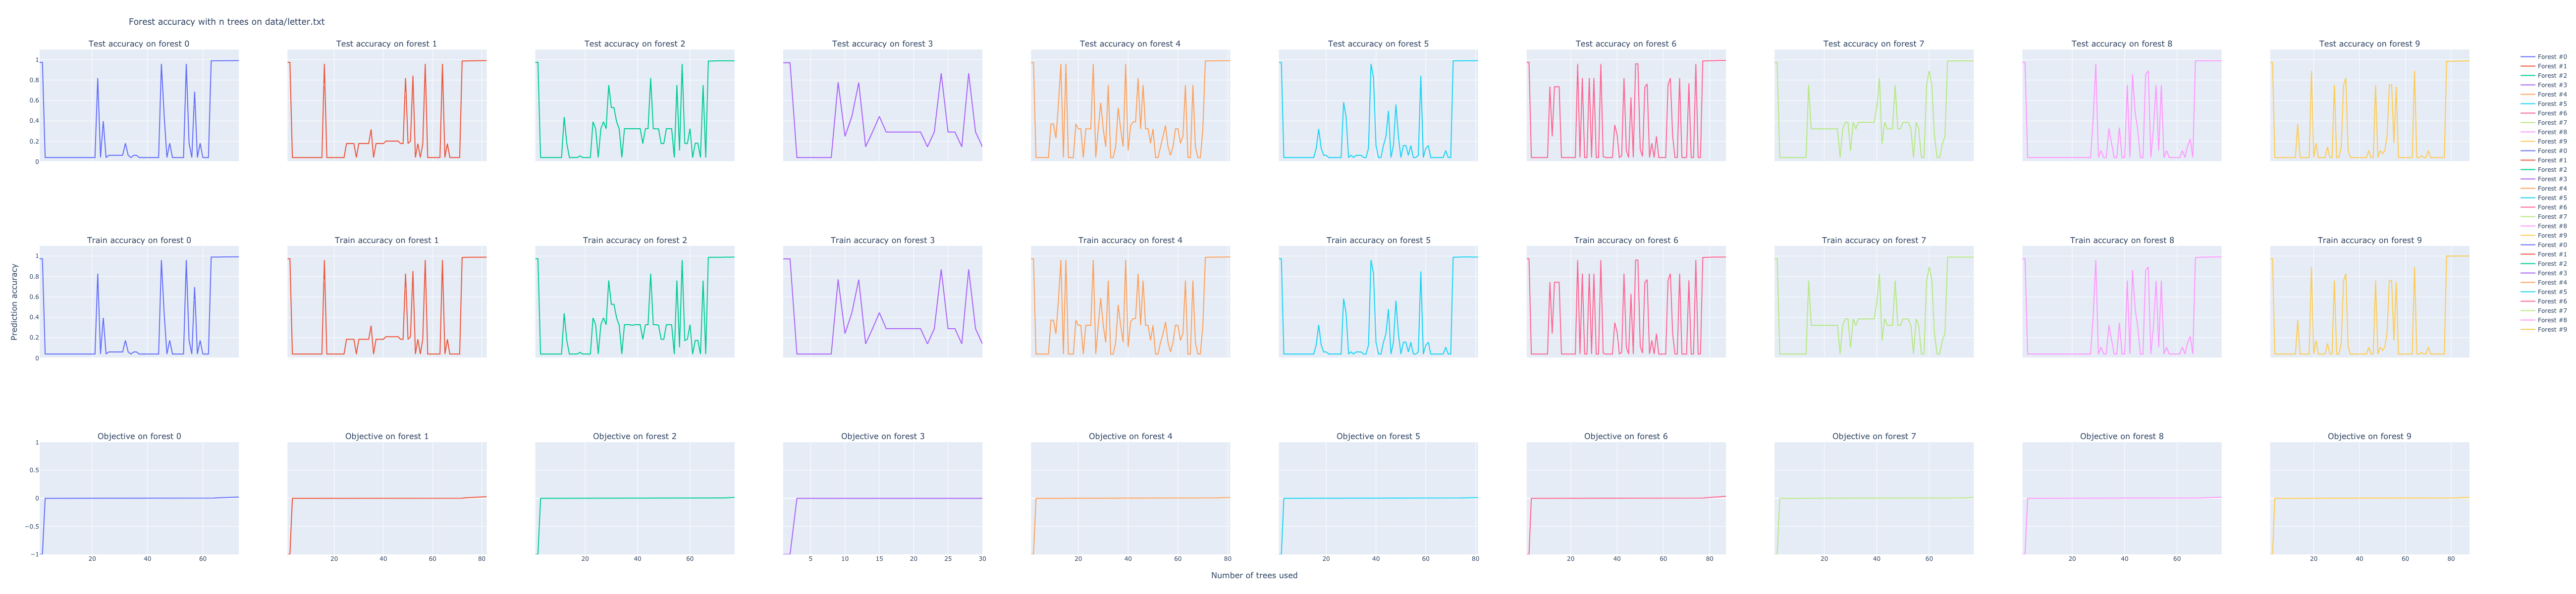 Forest accuracy with n trees on data/letter.txt
Test accuracy on forest 0
Test accuracy on forest 1
Test accuracy on forest 2
Test accuracy on forest 3
Test accuracy on forest 4
Test accuracy on forest 5
Test accuracy on forest 6
Test accuracy on forest 7
Test accuracy on forest 8
Test accuracy on forest 9
1
0.8
0.6
0.4
0.2
0
Train accuracy on forest 0
Train accuracy on forest 1
Train accuracy on forest 2
Train accuracy on forest 3
Train accuracy on forest 4
Train accuracy on forest 5
Train accuracy on forest 6
Train accuracy on forest 7
Train accuracy on forest 8
Train accuracy on forest 9
Prediction accuracy
1
0.8
0.6
0.4
0.2
0
Objective on forest 0
Objective on forest 1
Objective on forest 2
Objective on forest 3
Objective on forest 4
Objective on forest 5
Objective on forest 6
Objective on forest 7
Objective on forest 8
Objective on forest 9
1
0.5
0
−0.5
−1
20 40 60
20 40 60 80
20 40 60
5 10 15 20 25 30
20 40 60 80
20 40 60 80
20 40 60 80
20 40 60
20 40 60
20 40 60 80
Number of trees used
Forest #0
Forest #1
Forest #2
Forest #3
Forest #4
Forest #5
Forest #6
Forest #7
Forest #8
Forest #9
Forest #0
Forest #1
Forest #2
Forest #3
Forest #4
Forest #5
Forest #6
Forest #7
Forest #8
Forest #9
Forest #0
Forest #1
Forest #2
Forest #3
Forest #4
Forest #5
Forest #6
Forest #7
Forest #8
Forest #9